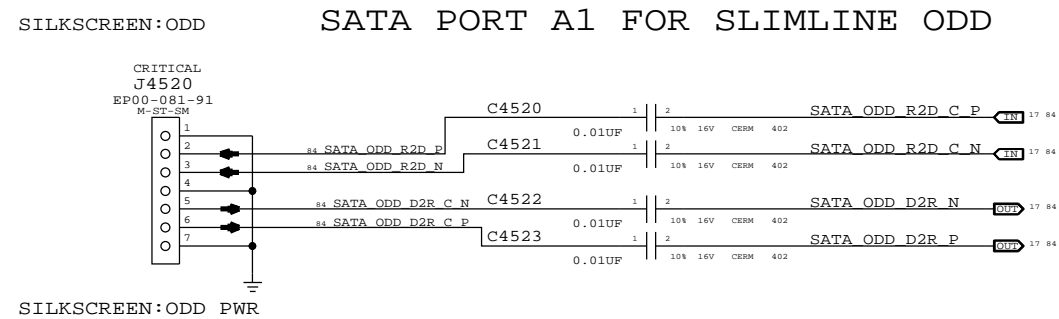 SILKSCREEN:ODD
SATA PORT A1 FOR SLIMLINE ODD
CRITICAL
J4520
EP00-081-91
M-ST-SM
1
2
3
4
5
6
7
84 SATA_ODD_R2D_P
84 SATA_ODD_R2D_N
84 SATA_ODD_D2R_C_N
84 SATA_ODD_D2R_C_P
C4520
1 2
0.01UF
10% 16V CERM 402
SATA_ODD_R2D_C_P
IN 17 84
C4521
1 2
0.01UF
10% 16V CERM 402
SATA_ODD_R2D_C_N
IN 17 84
C4522
1 2
0.01UF
10% 16V CERM 402
SATA_ODD_D2R_N
OUT 17 84
C4523
1 2
0.01UF
10% 16V CERM 402
SATA_ODD_D2R_P
OUT 17 84
SILKSCREEN:ODD PWR